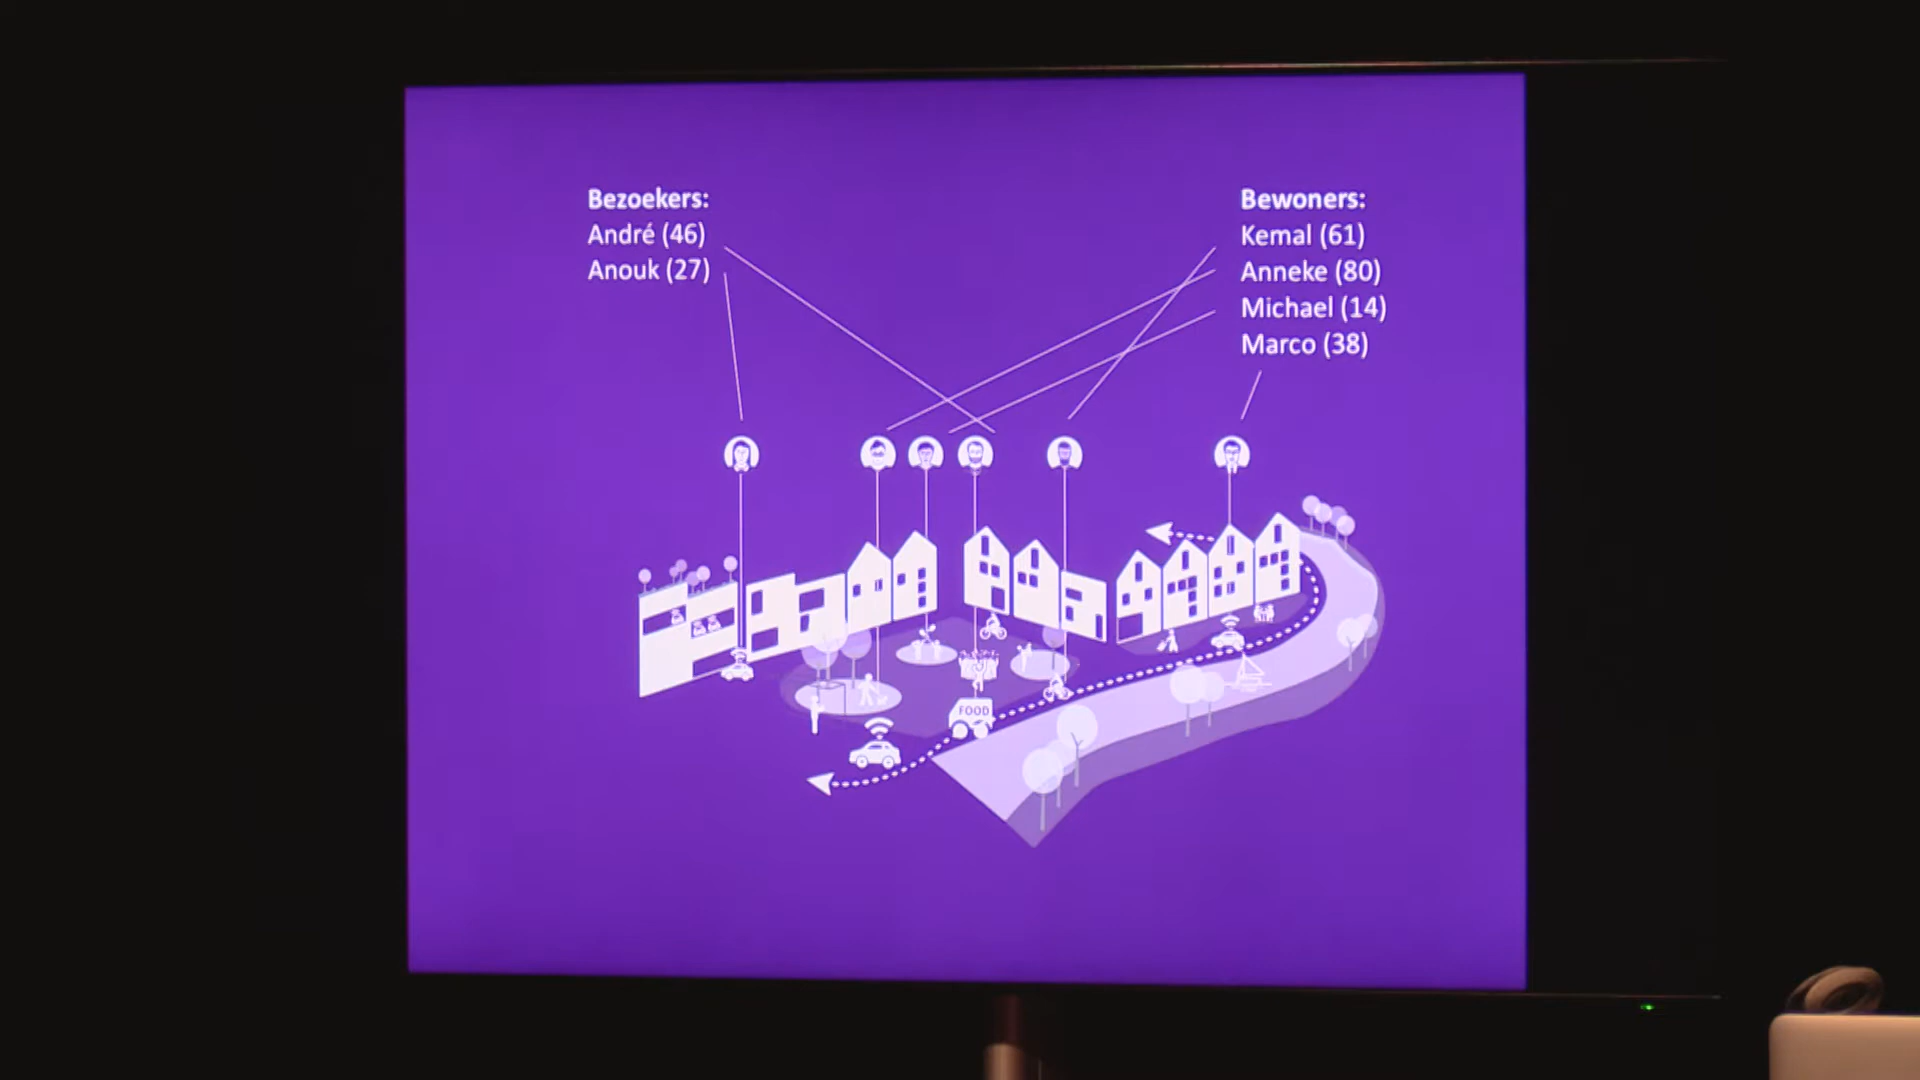 Bezoekers:
André (46)
Anouk (27)
Bewoners:
Kemal (61)
Anneke (80)
Michael (14)
Marco (38)
FOOD